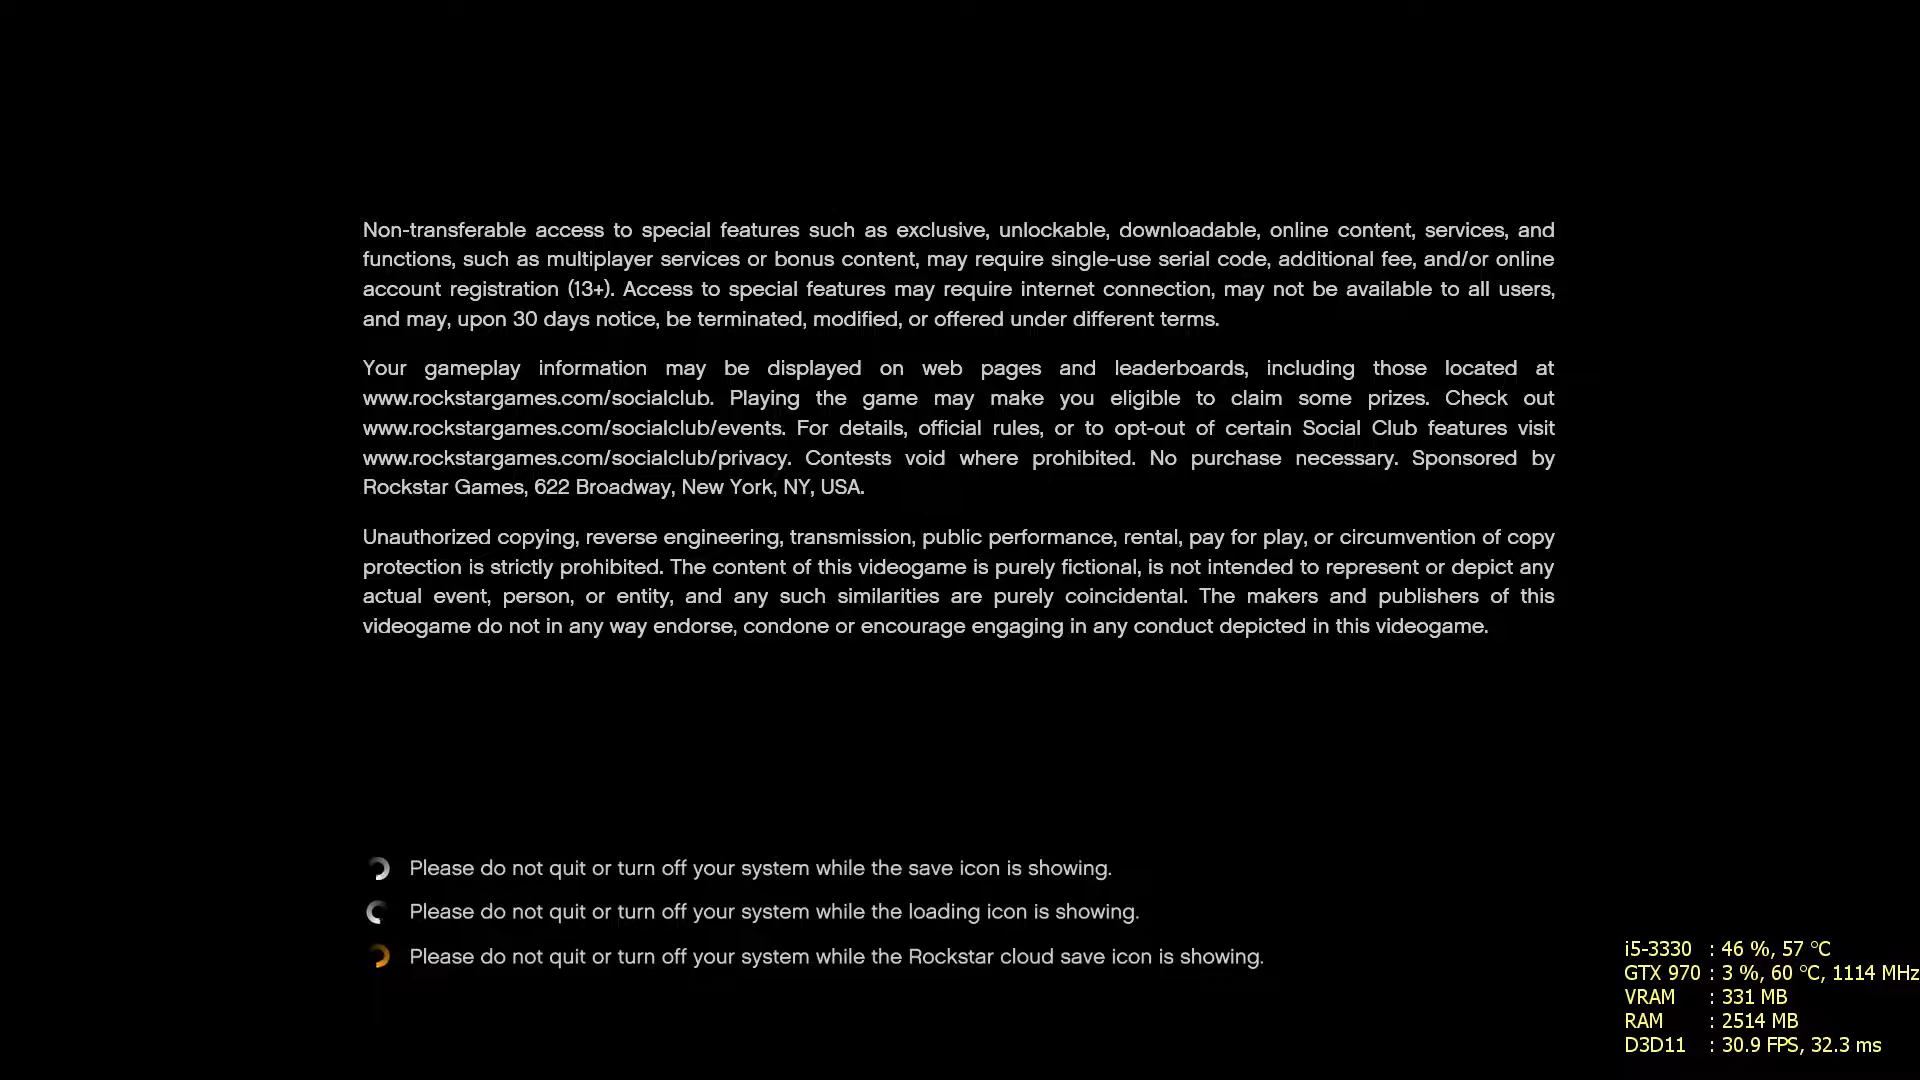 Non-transferable access to special features such as exclusive, unlockable, downloadable, online content, services, and
functions, such as multiplayer services or bonus content, may require single-use serial code, additional fee, and/or online
account registration (13+). Access to special features may require internet connection, may not be available to all users,
and may, upon 30 days notice, be terminated, modified, or offered under different terms.
Your gameplay information may be displayed on web pages and leaderboards, including those located at
www.rockstargames.com/socialclub. Playing the game may make you eligible to claim some prizes. Check out
www.rockstargames.com/socialclub/events. For details, official rules, or to opt-out of certain Social Club features visit
www.rockstargames.com/socialclub/privacy. Contests void where prohibited. No purchase necessary. Sponsored by
Rockstar Games, 622 Broadway, New York, NY, USA.
Unauthorized copying, reverse engineering, transmission, public performance, rental, pay for play, or circumvention of copy
protection is strictly prohibited. The content of this videogame is purely fictional, is not intended to represent or depict any
actual event, person, or entity, and any such similarities are purely coincidental. The makers and publishers of this
videogame do not in any way endorse, condone or encourage engaging in any conduct depicted in this videogame.
Please do not quit or turn off your system while the save icon is showing.
Please do not quit or turn off your system while the loading icon is showing.
Please do not quit or turn off your system while the Rockstar cloud save icon is showing.
i5-3330 : 46 %, 57 °C
GTX 970 : 3 %, 60 °C, 1114 MHz
VRAM : 331 MB
RAM : 2514 MB
D3D11 : 30.9 FPS, 32.3 ms